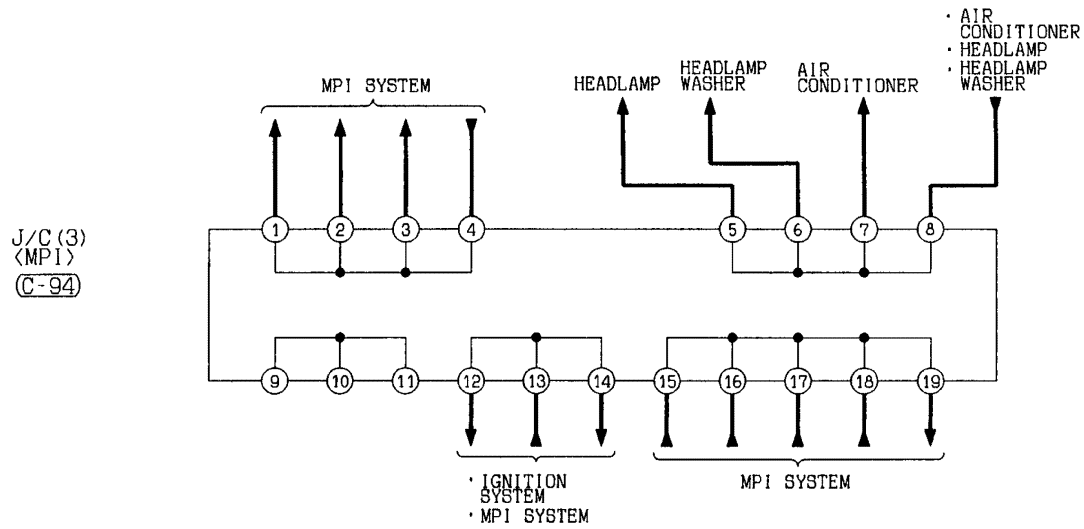 · AIR
CONDITIONER
· HEADLAMP
· HEADLAMP
WASHER
MPI SYSTEM
HEADLAMP
HEADLAMP
WASHER
AIR
CONDITIONER
1 2 3 4 5 6 7 8
J/C(3)
<MPI>
C-94
9 10 11 12 13 14 15 16 17 18 19
· IGNITION
SYSTEM
· MPI SYSTEM
MPI SYSTEM